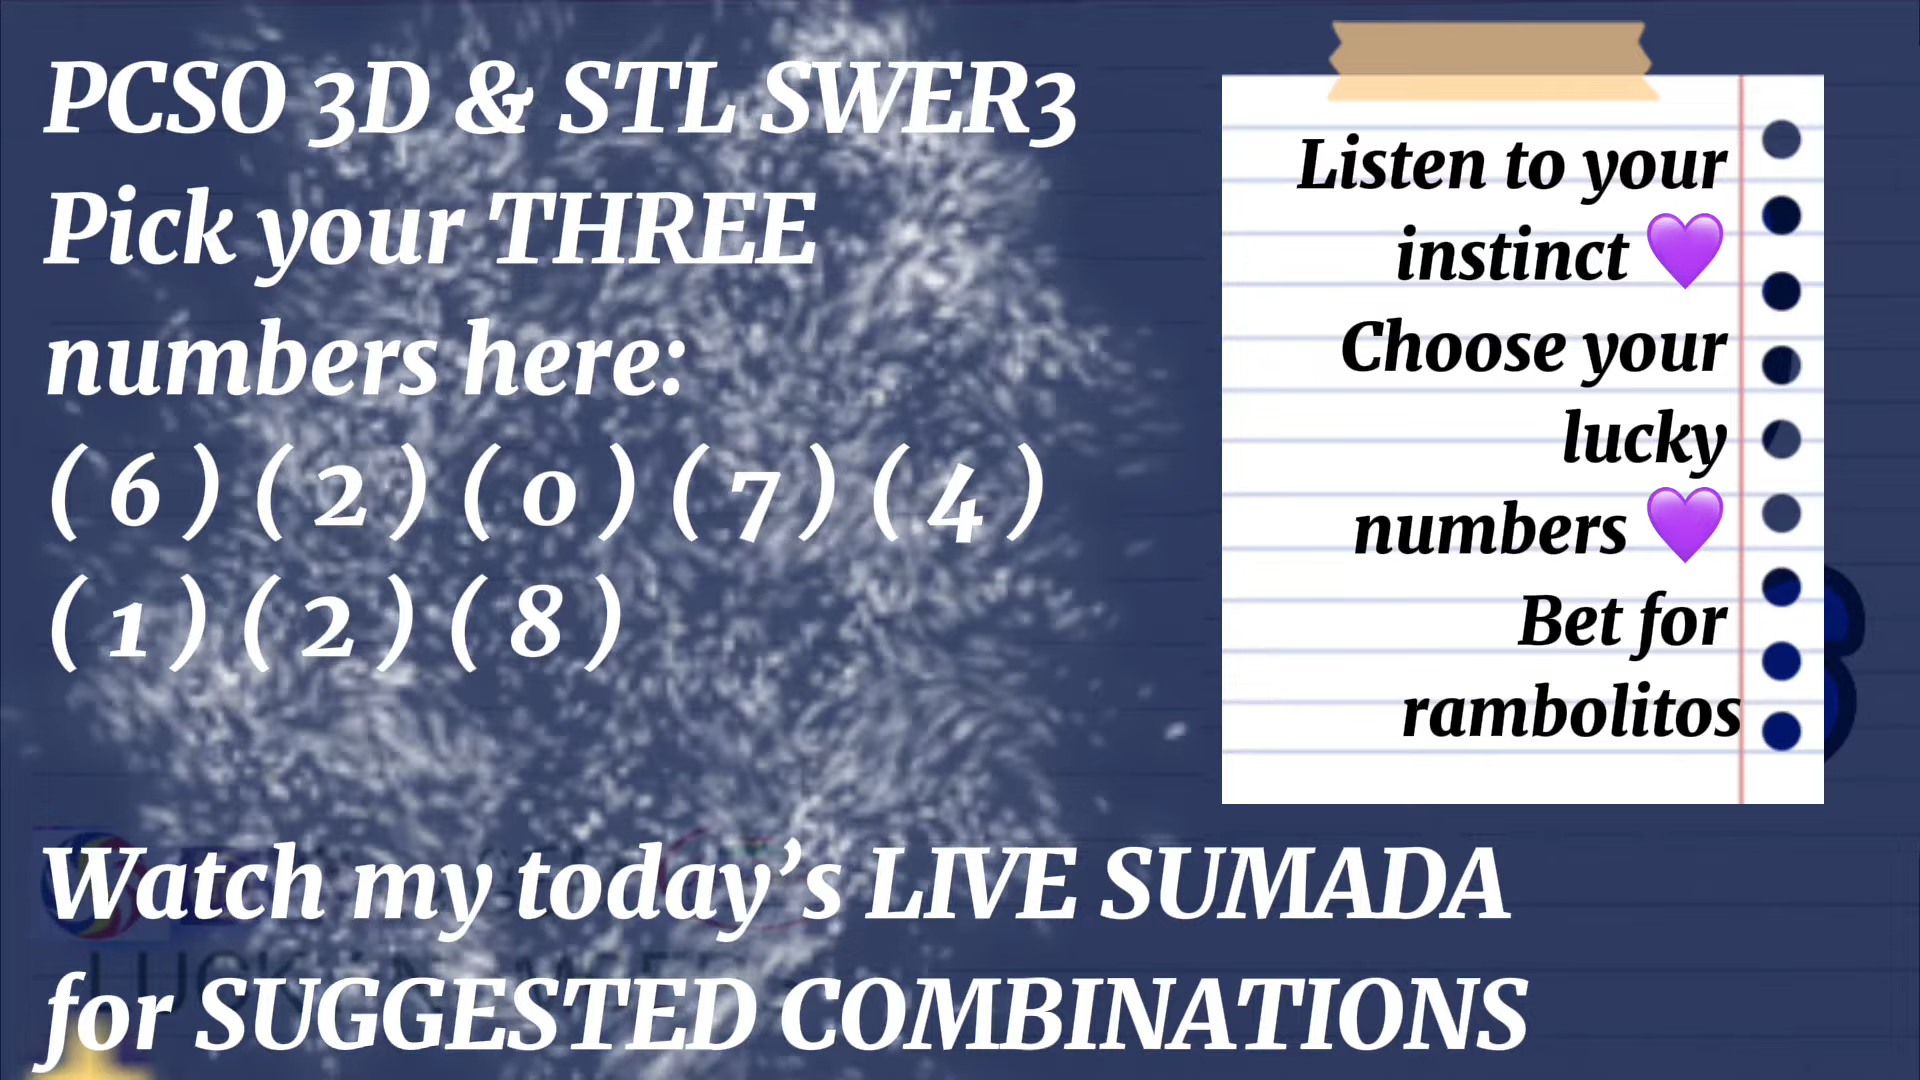 PCSO 3D & STL SWER3
Pick your THREE
numbers here:
( 6 ) ( 2 ) ( 0 ) ( 7 ) ( 4 )
( 1 ) ( 2 ) ( 8 )
Listen to your
instinct 💜
Choose your
lucky
numbers 💜
Bet for
rambolitos
Watch my today’s LIVE SUMADA
for SUGGESTED COMBINATIONS